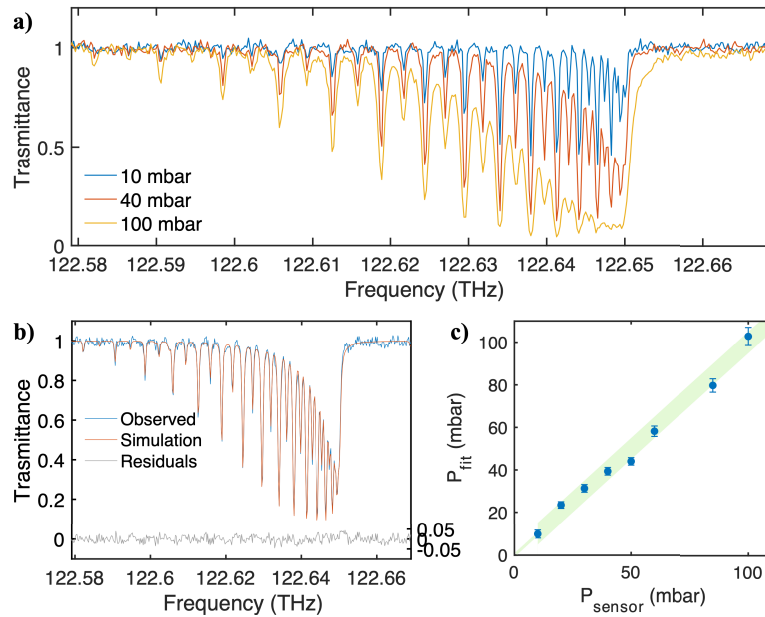 a)
Trasmittance
1
0.5
0
10 mbar
40 mbar
100 mbar
122.58 122.59 122.6 122.61 122.62 122.63 122.64 122.65 122.66
Frequency (THz)
b)
Trasmittance
1
0.8
0.6
0.4
0.2
0
Observed
Simulation
Residuals
0.05
0
-0.05
122.58 122.6 122.62 122.64 122.66
Frequency (THz)
c)
P_fit (mbar)
100
80
60
40
20
0
0 50 100
P_sensor (mbar)